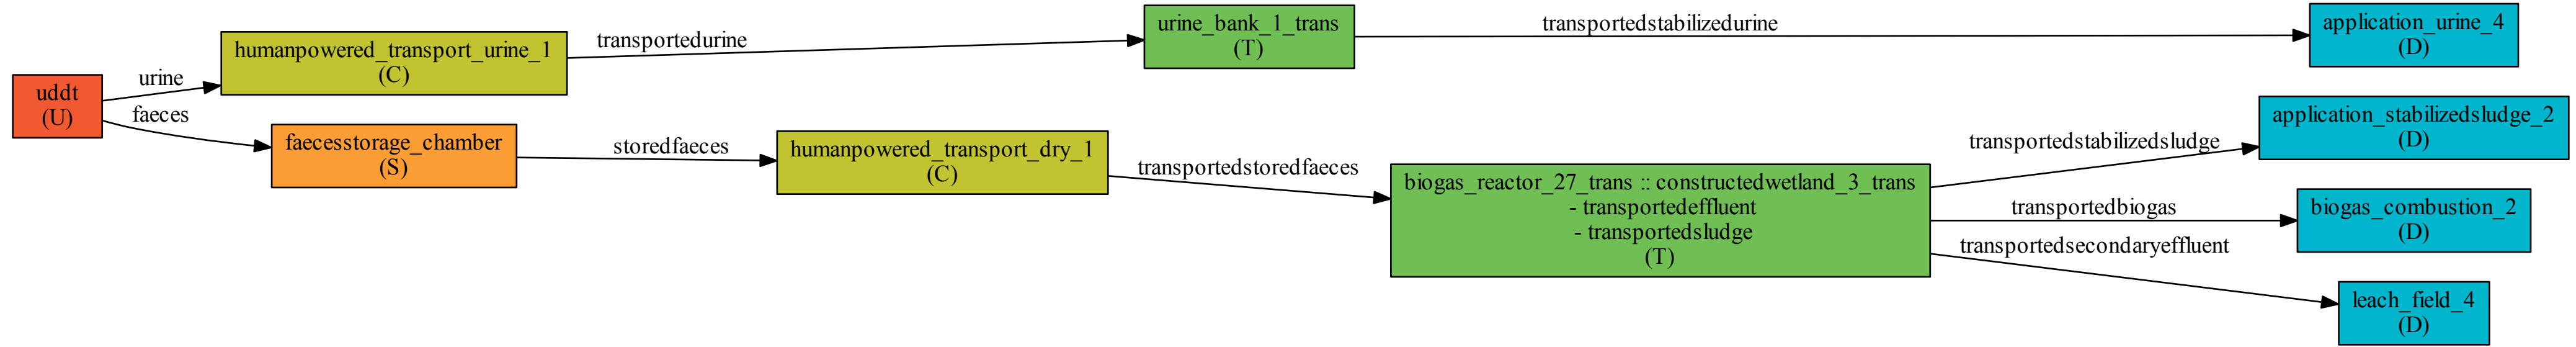 uddt
(U)
urine
faeces
humanpowered_transport_urine_1
(C)
transportedurine
urine_bank_1_trans
(T)
transportedstabilizedurine
application_urine_4
(D)
faecesstorage_chamber
(S)
storedfaeces
humanpowered_transport_dry_1
(C)
transportedstoredfaeces
biogas_reactor_27_trans :: constructedwetland_3_trans
- transportedeffluent
- transportedsludge
(T)
transportedstabilizedsludge
application_stabilizedsludge_2
(D)
transportedbiogas
biogas_combustion_2
(D)
transportedsecondaryeffluent
leach_field_4
(D)